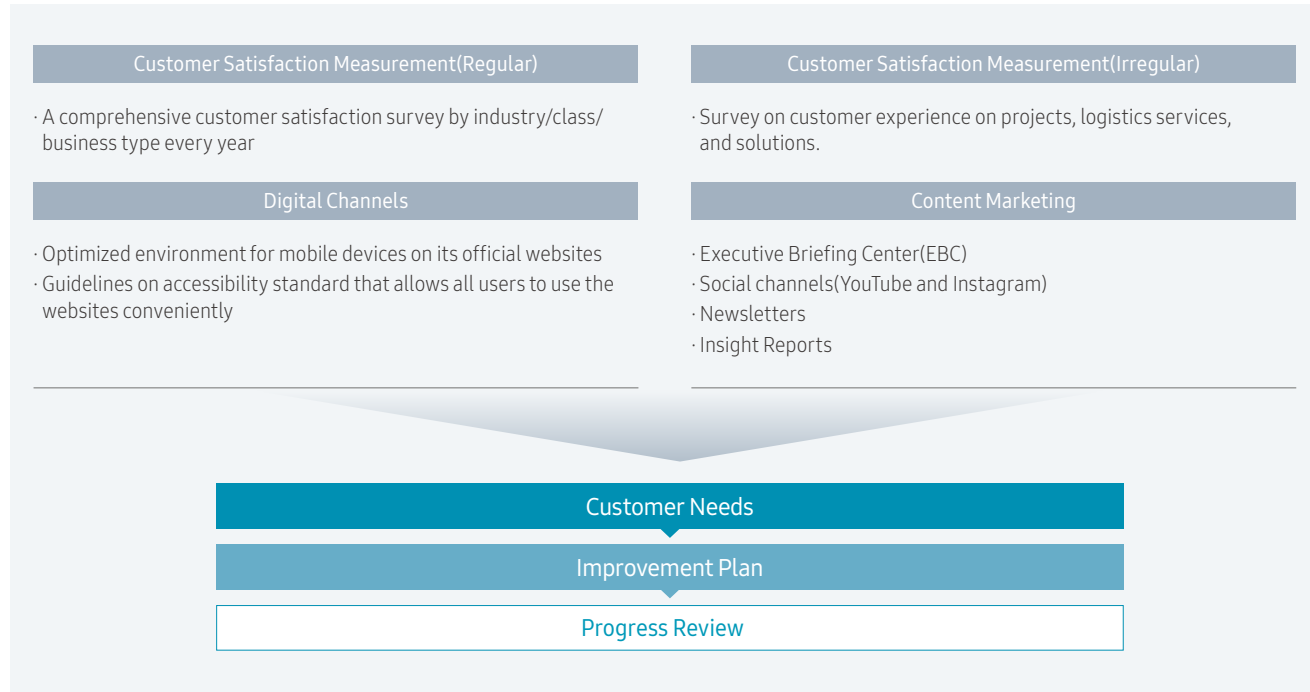 Customer Satisfaction Measurement(Regular)
· A comprehensive customer satisfaction survey by industry/class/
business type every year
Customer Satisfaction Measurement(Irregular)
· Survey on customer experience on projects, logistics services,
and solutions.
Digital Channels
· Optimized environment for mobile devices on its official websites
· Guidelines on accessibility standard that allows all users to use the
websites conveniently
Content Marketing
· Executive Briefing Center(EBC)
· Social channels(YouTube and Instagram)
· Newsletters
· Insight Reports
Customer Needs
Improvement Plan
Progress Review